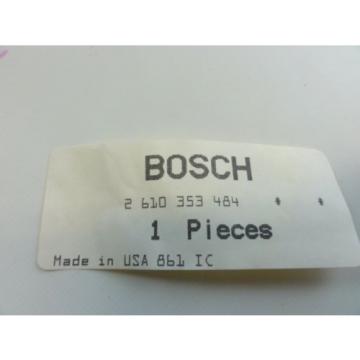 BOSCH
2 610 353 484 * *
1 Pieces
Made in USA 861 IC